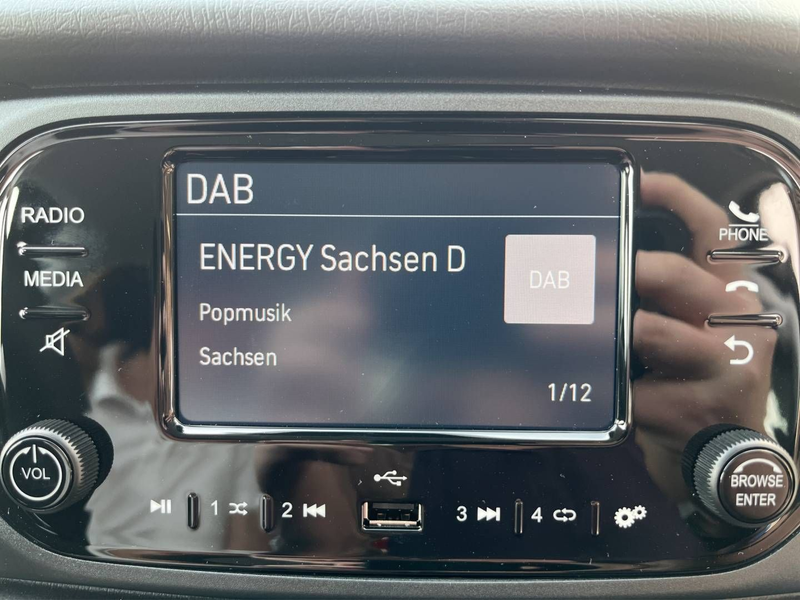 DAB
RADIO
ENERGY Sachsen D
DAB
PHONE
MEDIA
Popmusik
Sachsen
1/12
VOL
BROWSE
ENTER
1
2
3
4